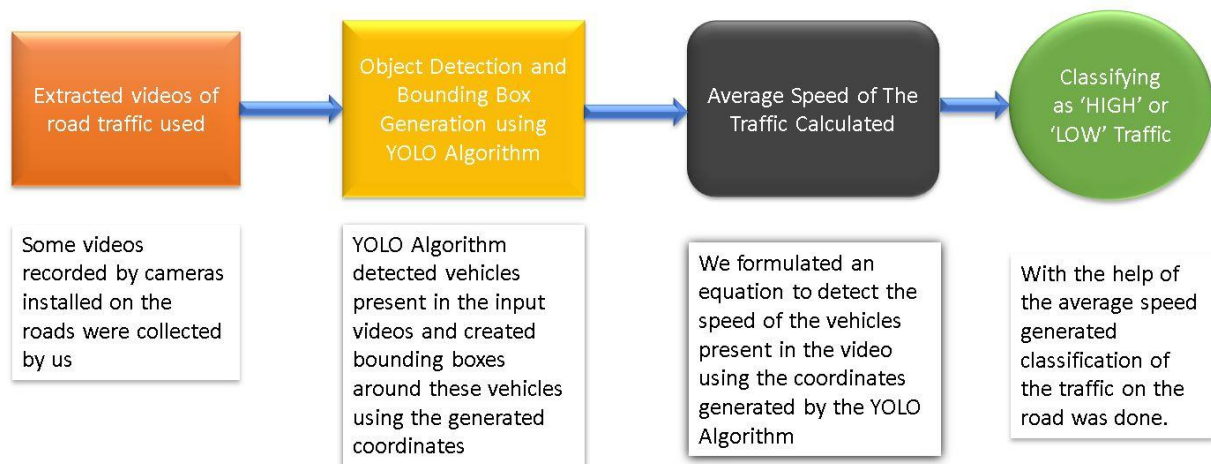 Extracted videos of
road traffic used
Object Detection and
Bounding Box
Generation using
YOLO Algorithm
Average Speed of The
Traffic Calculated
Classifying
as ‘HIGH’ or
‘LOW’ Traffic
Some videos
recorded by cameras
installed on the
roads were collected
by us
YOLO Algorithm
detected vehicles
present in the input
videos and created
bounding boxes
around these vehicles
using the generated
coordinates
We formulated an
equation to detect the
speed of the vehicles
present in the video
using the coordinates
generated by the YOLO
Algorithm
With the help of
the average speed
generated
classification of
the traffic on the
road was done.